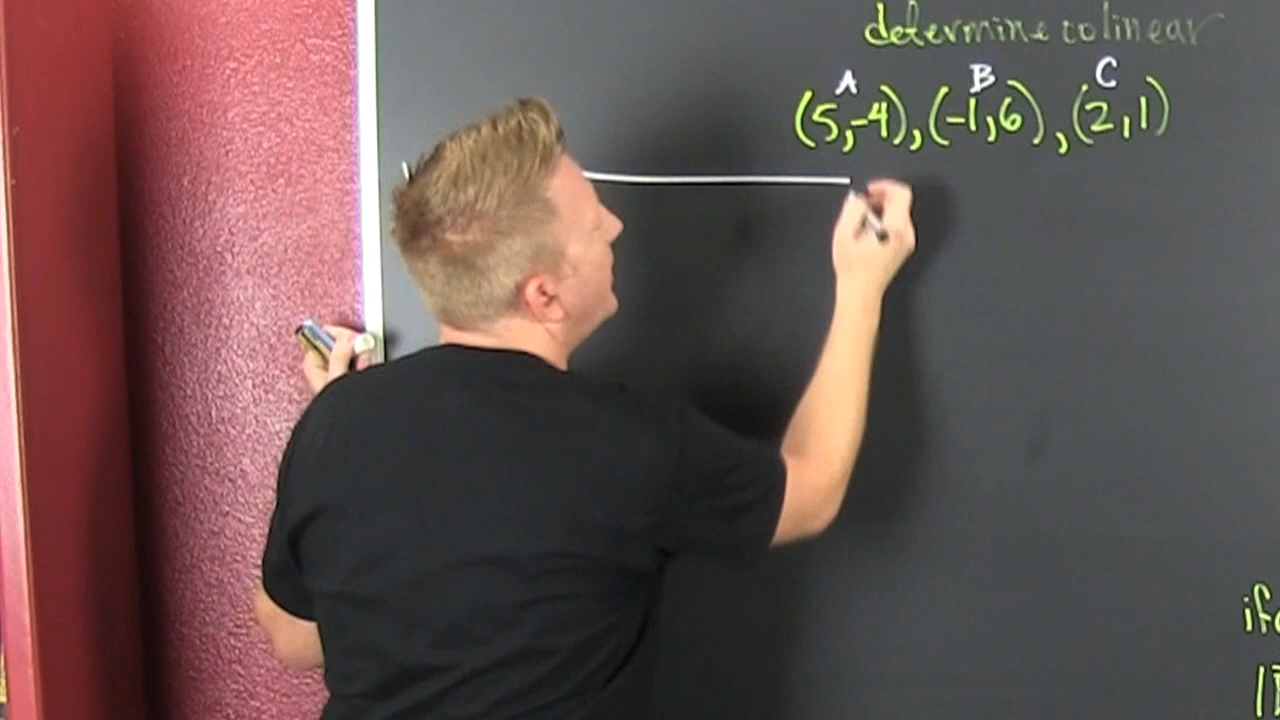 determine colinear
A B C
(5,-4), (-1,6), (2,1)